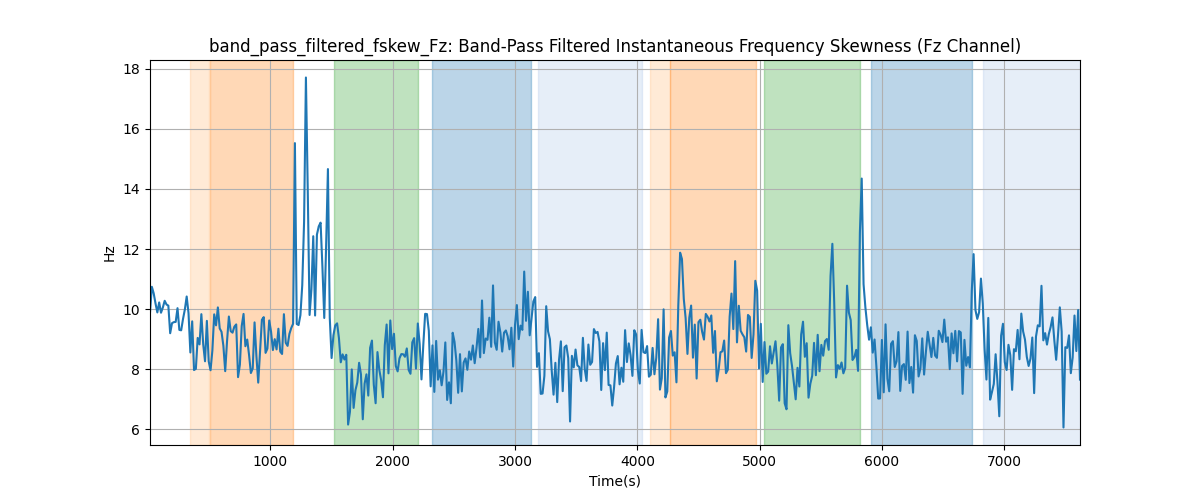 band_pass_filtered_fskew_Fz: Band-Pass Filtered Instantaneous Frequency Skewness (Fz Channel)
18
16
14
12
10
8
6
Hz
1000 2000 3000 4000 5000 6000 7000
Time(s)